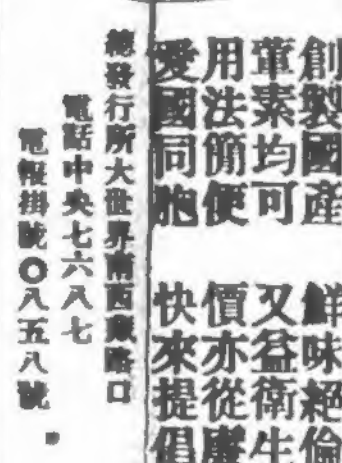 創製國產 鮮味絕倫
葷素均可 又益衛生
用法簡便 價亦從廉
愛國同胞 快來提倡
總發行所大世界南西東路口
電話中央七六八七
電報掛號〇八五八號